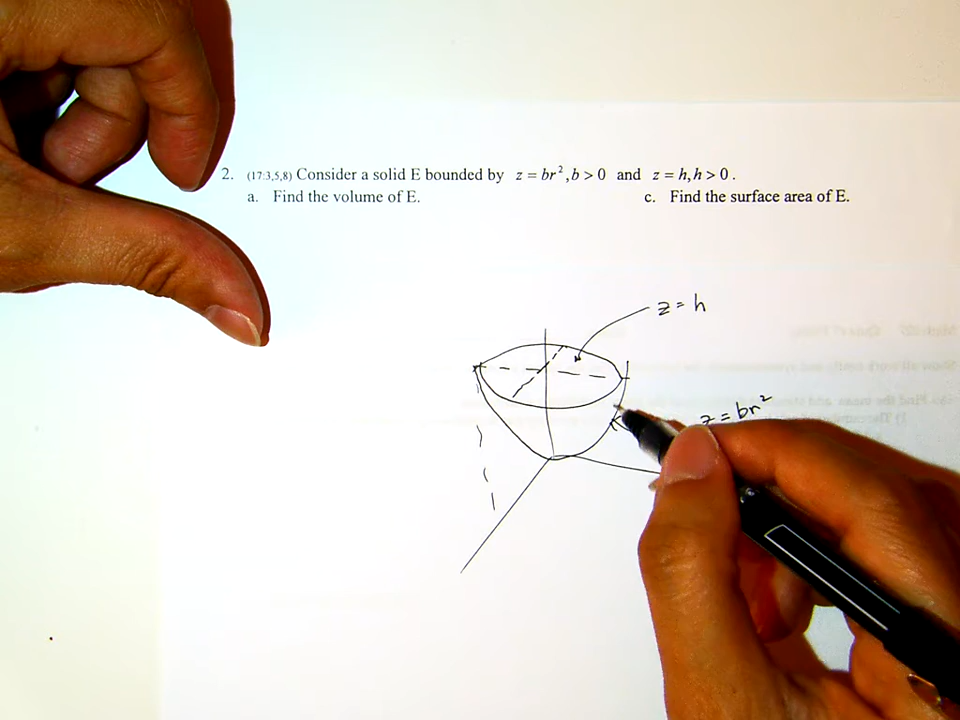 2. (17:3,5,8) Consider a solid E bounded by z = br², b > 0 and z = h, h > 0.
a. Find the volume of E.
c. Find the surface area of E.
z = h
z = br²